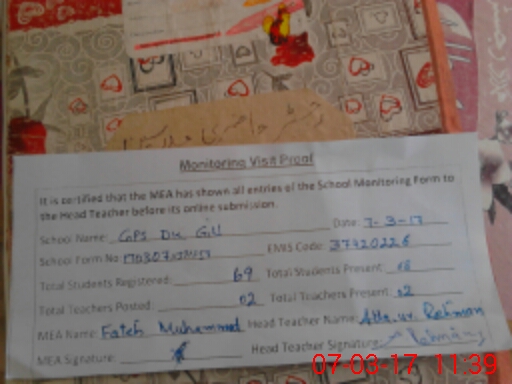 Monitoring Visit Proof
It is certified that the MEA has shown all entries of the School Monitoring Form to
the Head Teacher before its online submission.
School Name: GPS DK Gill Date: 7-3-17
School Form No: EMIS Code: 37420226
Total Students Registered: 69 Total Students Present: 68
Total Teachers Posted: 02 Total Teachers Present: 02
MEA Name: Fateh Muhammad Head Teacher Name: Atta. ur. Rehman
MEA Signature: Head Teacher Signature:
07-03-17 11:39